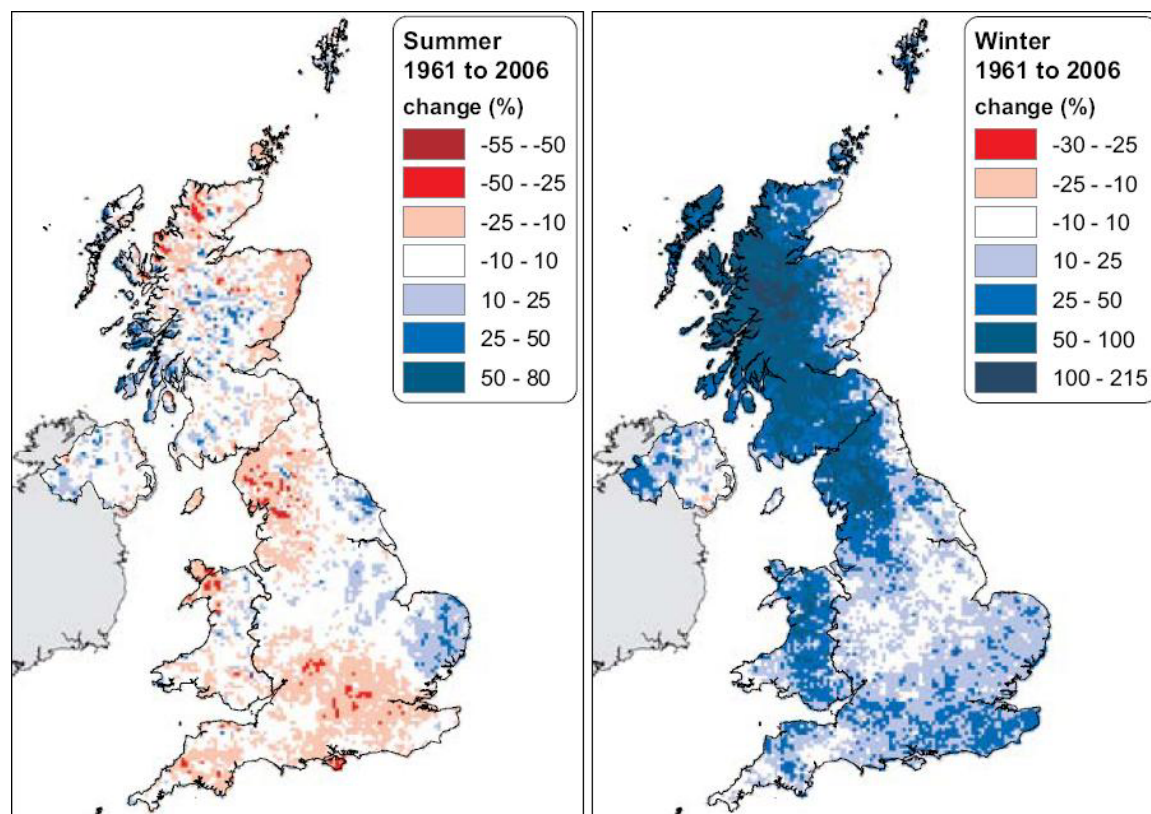 Summer
1961 to 2006
change (%)
-55 - -50
-50 - -25
-25 - -10
-10 - 10
10 - 25
25 - 50
50 - 80
Winter
1961 to 2006
change (%)
-30 - -25
-25 - -10
-10 - 10
10 - 25
25 - 50
50 - 100
100 - 215